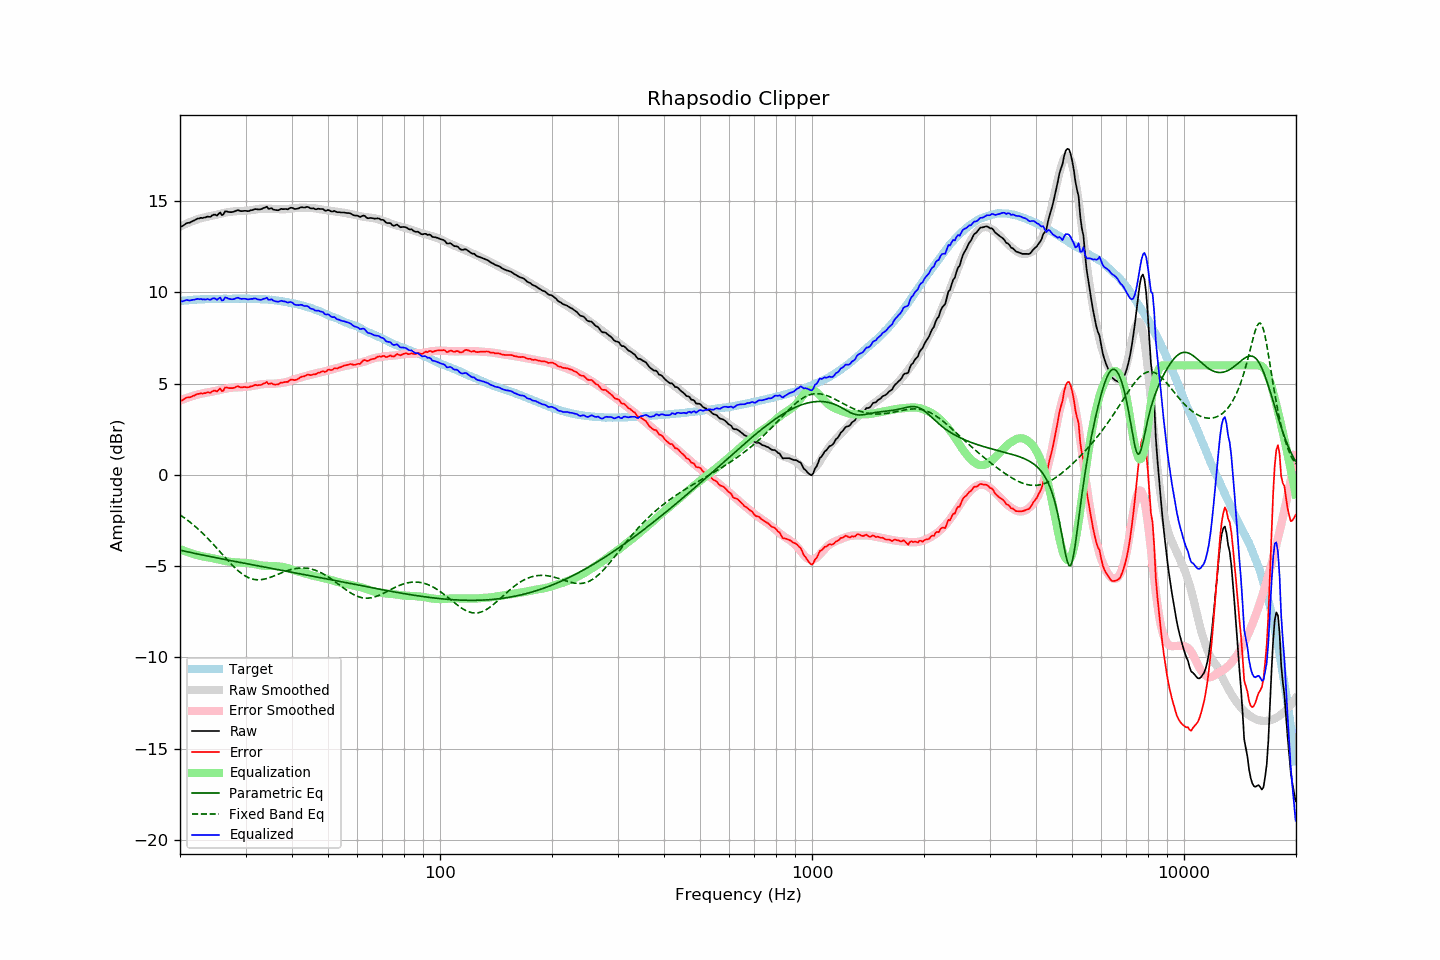 Rhapsodio Clipper
Amplitude (dBr)
15
10
5
0
−5
−10
−15
−20
Target
Raw Smoothed
Error Smoothed
Raw
Error
Equalization
Parametric Eq
Fixed Band Eq
Equalized
100
1000
10000
Frequency (Hz)